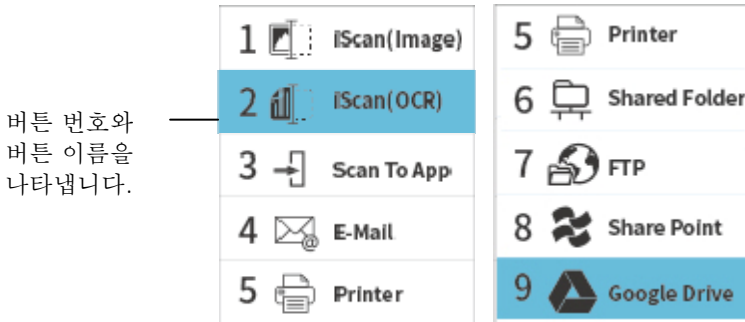 버튼 번호와
버튼 이름을
나타냅니다.
1 iScan(Image)
2 iScan(OCR)
3 Scan To App
4 E-Mail
5 Printer
5 Printer
6 Shared Folder
7 FTP
8 Share Point
9 Google Drive